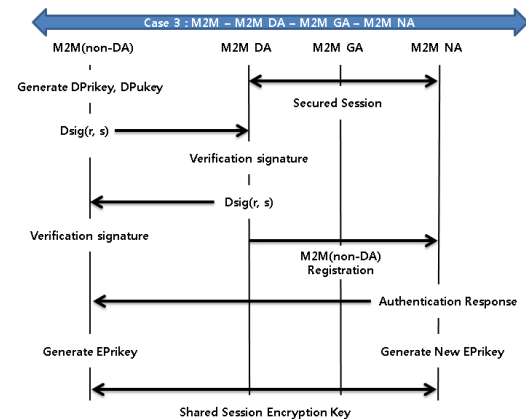 Case 3 : M2M – M2M DA – M2M GA – M2M NA
M2M(non-DA) M2M DA M2M GA M2M NA
Generate DPrikey, DPukey
Secured Session
Dsig(r, s)
Verification signature
Dsig(r, s)
Verification signature
M2M(non-DA)
Registration
Authentication Response
Generate EPrikey
Generate New EPrikey
Shared Session Encryption Key